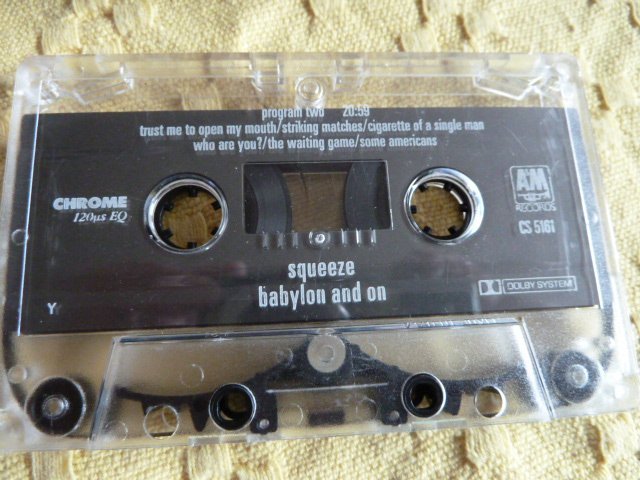 program two 20:59
trust me to open my mouth/striking matches/cigarette of a single man
who are you?/the waiting game/some americans
CHROME
120µs EQ
A&M
RECORDS
CS 5161
squeeze
babylon and on
DOLBY SYSTEM
Y